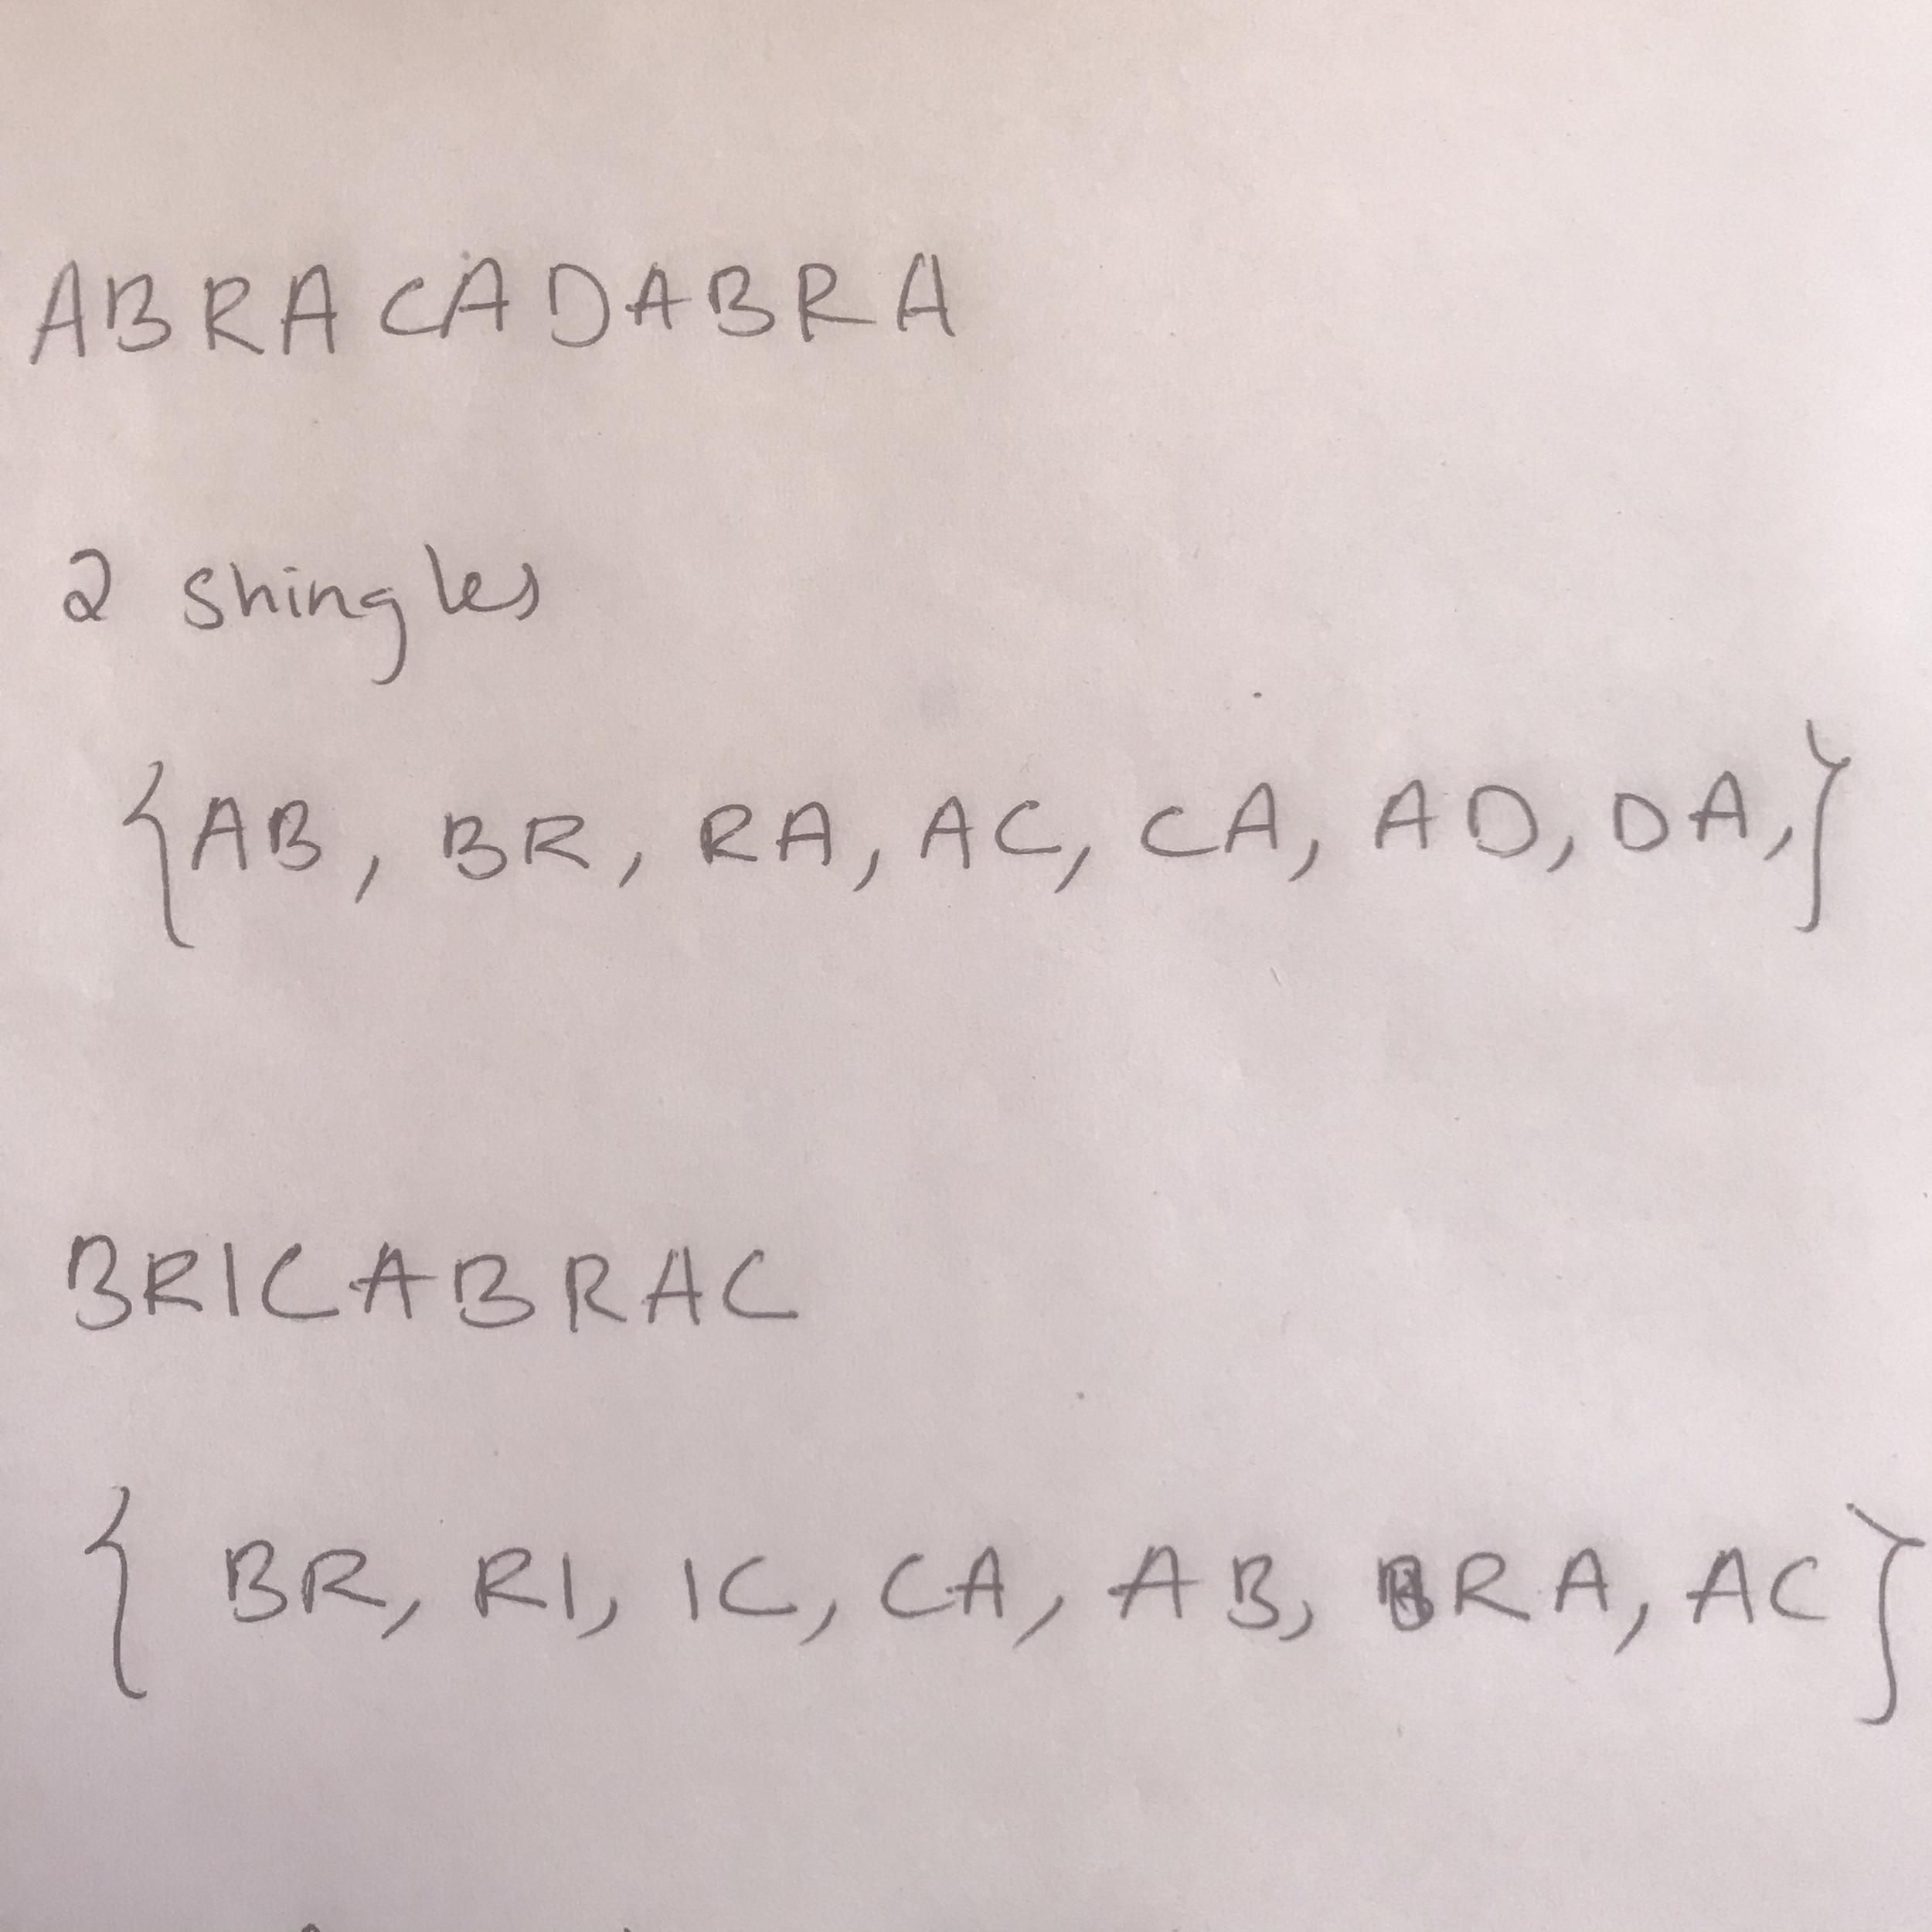 ABRACADABRA
2 shingles
{AB, BR, RA, AC, CA, AD, DA,}
BRICABRAC
{ BR, RI, IC, CA, AB, RA, AC}